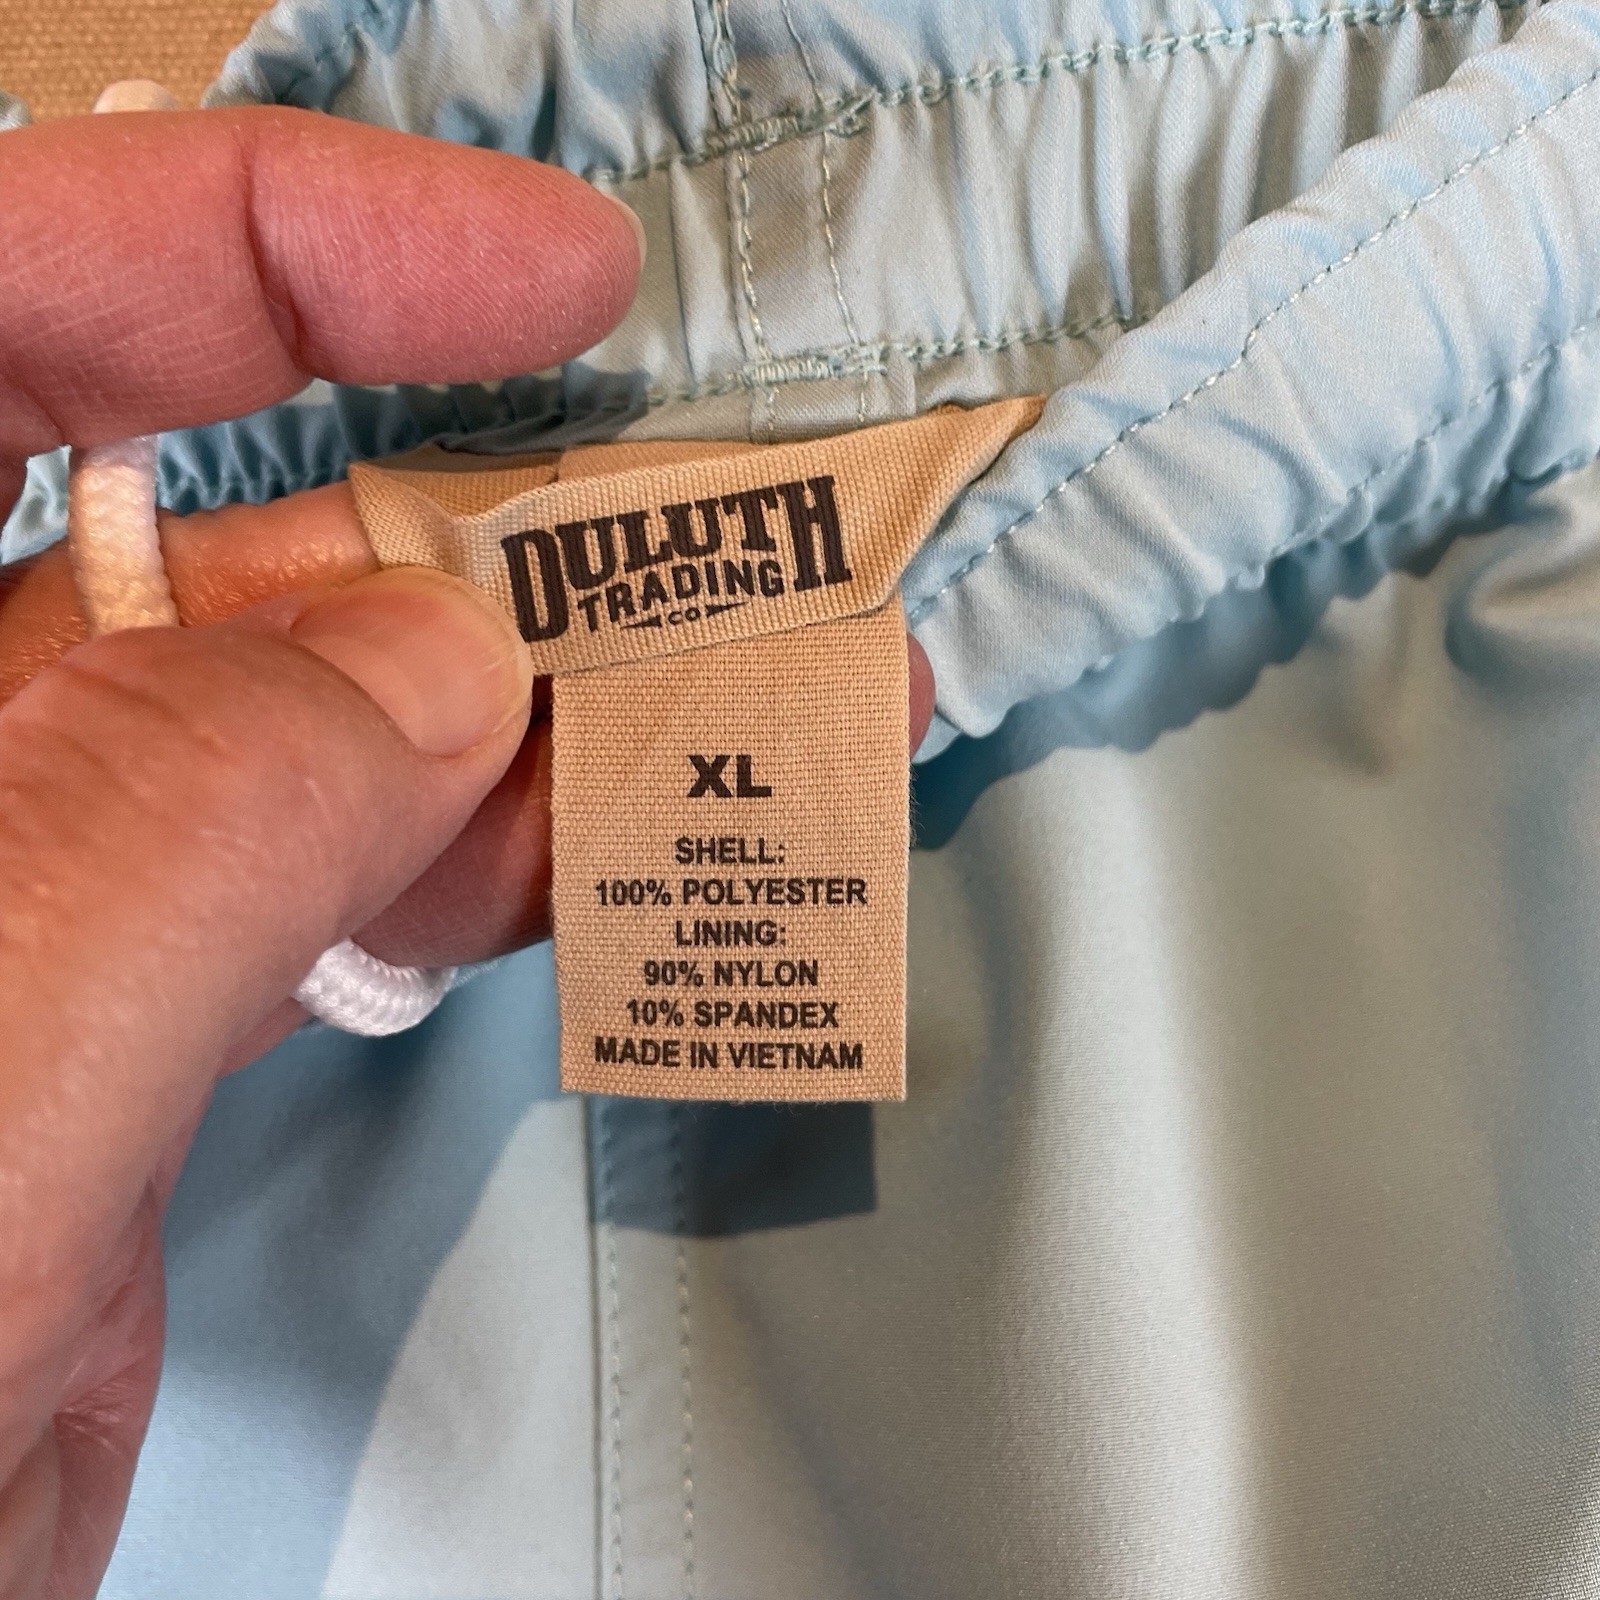 DULUTH
TRADING
CO
XL
SHELL:
100% POLYESTER
LINING:
90% NYLON
10% SPANDEX
MADE IN VIETNAM